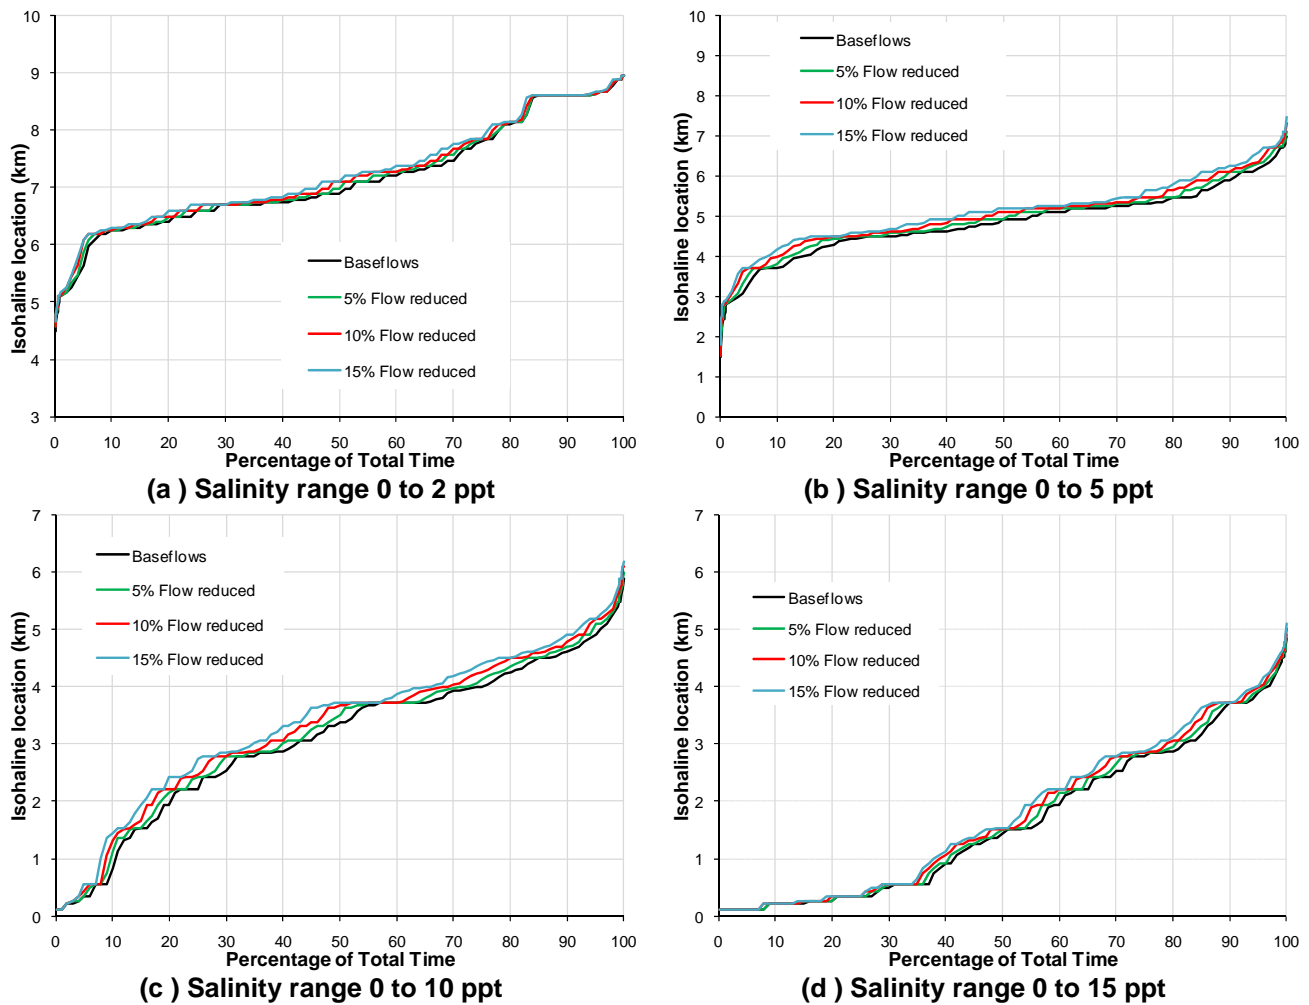 10
9
8
7
6
5
4
3
Isohaline location (km)
Baseflows
5% Flow reduced
10% Flow reduced
15% Flow reduced
0 10 20 30 40 50 60 70 80 90 100
Percentage of Total Time
(a ) Salinity range 0 to 2 ppt
10
9
8
7
6
5
4
3
2
1
0
Isohaline location (km)
Baseflows
5% Flow reduced
10% Flow reduced
15% Flow reduced
0 10 20 30 40 50 60 70 80 90 100
Percentage of Total Time
(b ) Salinity range 0 to 5 ppt
7
6
5
4
3
2
1
0
Isohaline location (km)
Baseflows
5% Flow reduced
10% Flow reduced
15% Flow reduced
0 10 20 30 40 50 60 70 80 90 100
Percentage of Total Time
(c ) Salinity range 0 to 10 ppt
7
6
5
4
3
2
1
0
Isohaline location (km)
Baseflows
5% Flow reduced
10% Flow reduced
15% Flow reduced
0 10 20 30 40 50 60 70 80 90 100
Percentage of Total Time
(d ) Salinity range 0 to 15 ppt